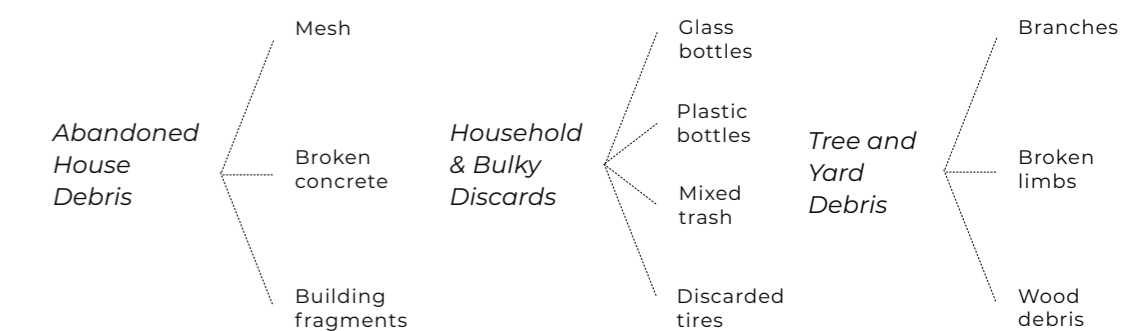 Abandoned
House
Debris
Mesh
Broken
concrete
Building
fragments
Household
& Bulky
Discards
Glass
bottles
Plastic
bottles
Mixed
trash
Discarded
tires
Tree and
Yard
Debris
Branches
Broken
limbs
Wood
debris